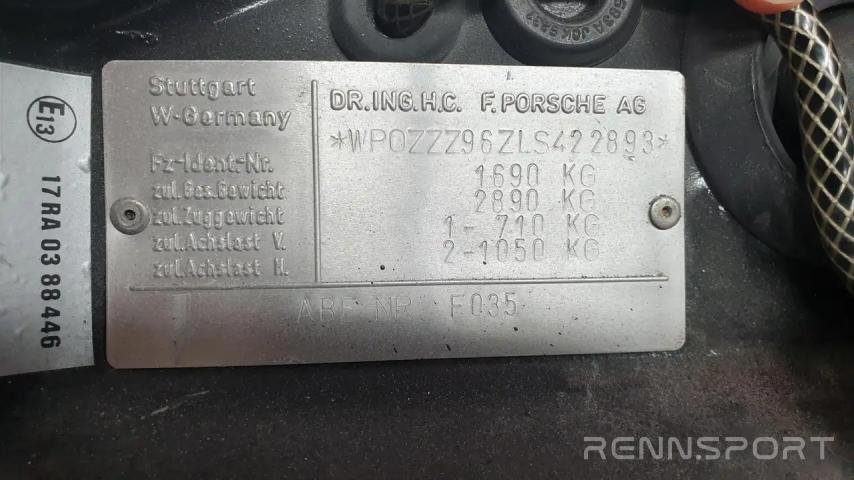 Stuttgart
W-Germany
DR.ING.H.C. F.PORSCHE AG
Fz-Ident-Nr.
*WP0ZZZ96ZLS422893*
zul.Ges.Gewicht 1690 KG
zul.Zuggewicht 2890 KG
zul.Achslast V. 1- 710 KG
zul.Achslast H. 2-1050 KG
ABE NR. F035
E13
17 RA 03 88 446
RENNSPORT